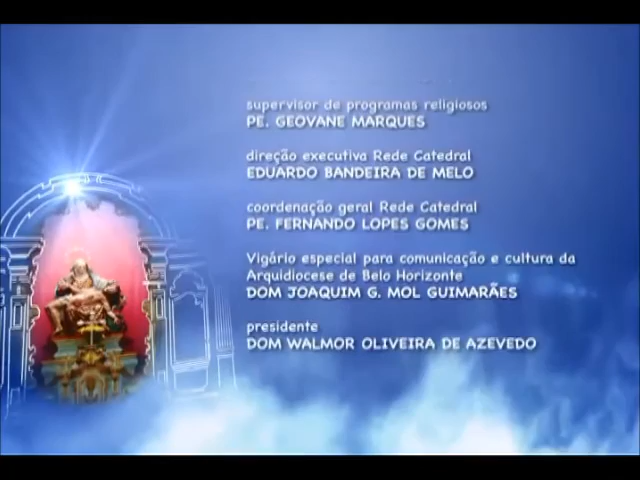 supervisor de programas religiosos
PE. GEOVANE MARQUES
direção executiva Rede Catedral
EDUARDO BANDEIRA DE MELO
coordenação geral Rede Catedral
PE. FERNANDO LOPES GOMES
Vigário especial para comunicação e cultura da
Arquidiocese de Belo Horizonte
DOM JOAQUIM G. MOL GUIMARÃES
presidente
DOM WALMOR OLIVEIRA DE AZEVEDO